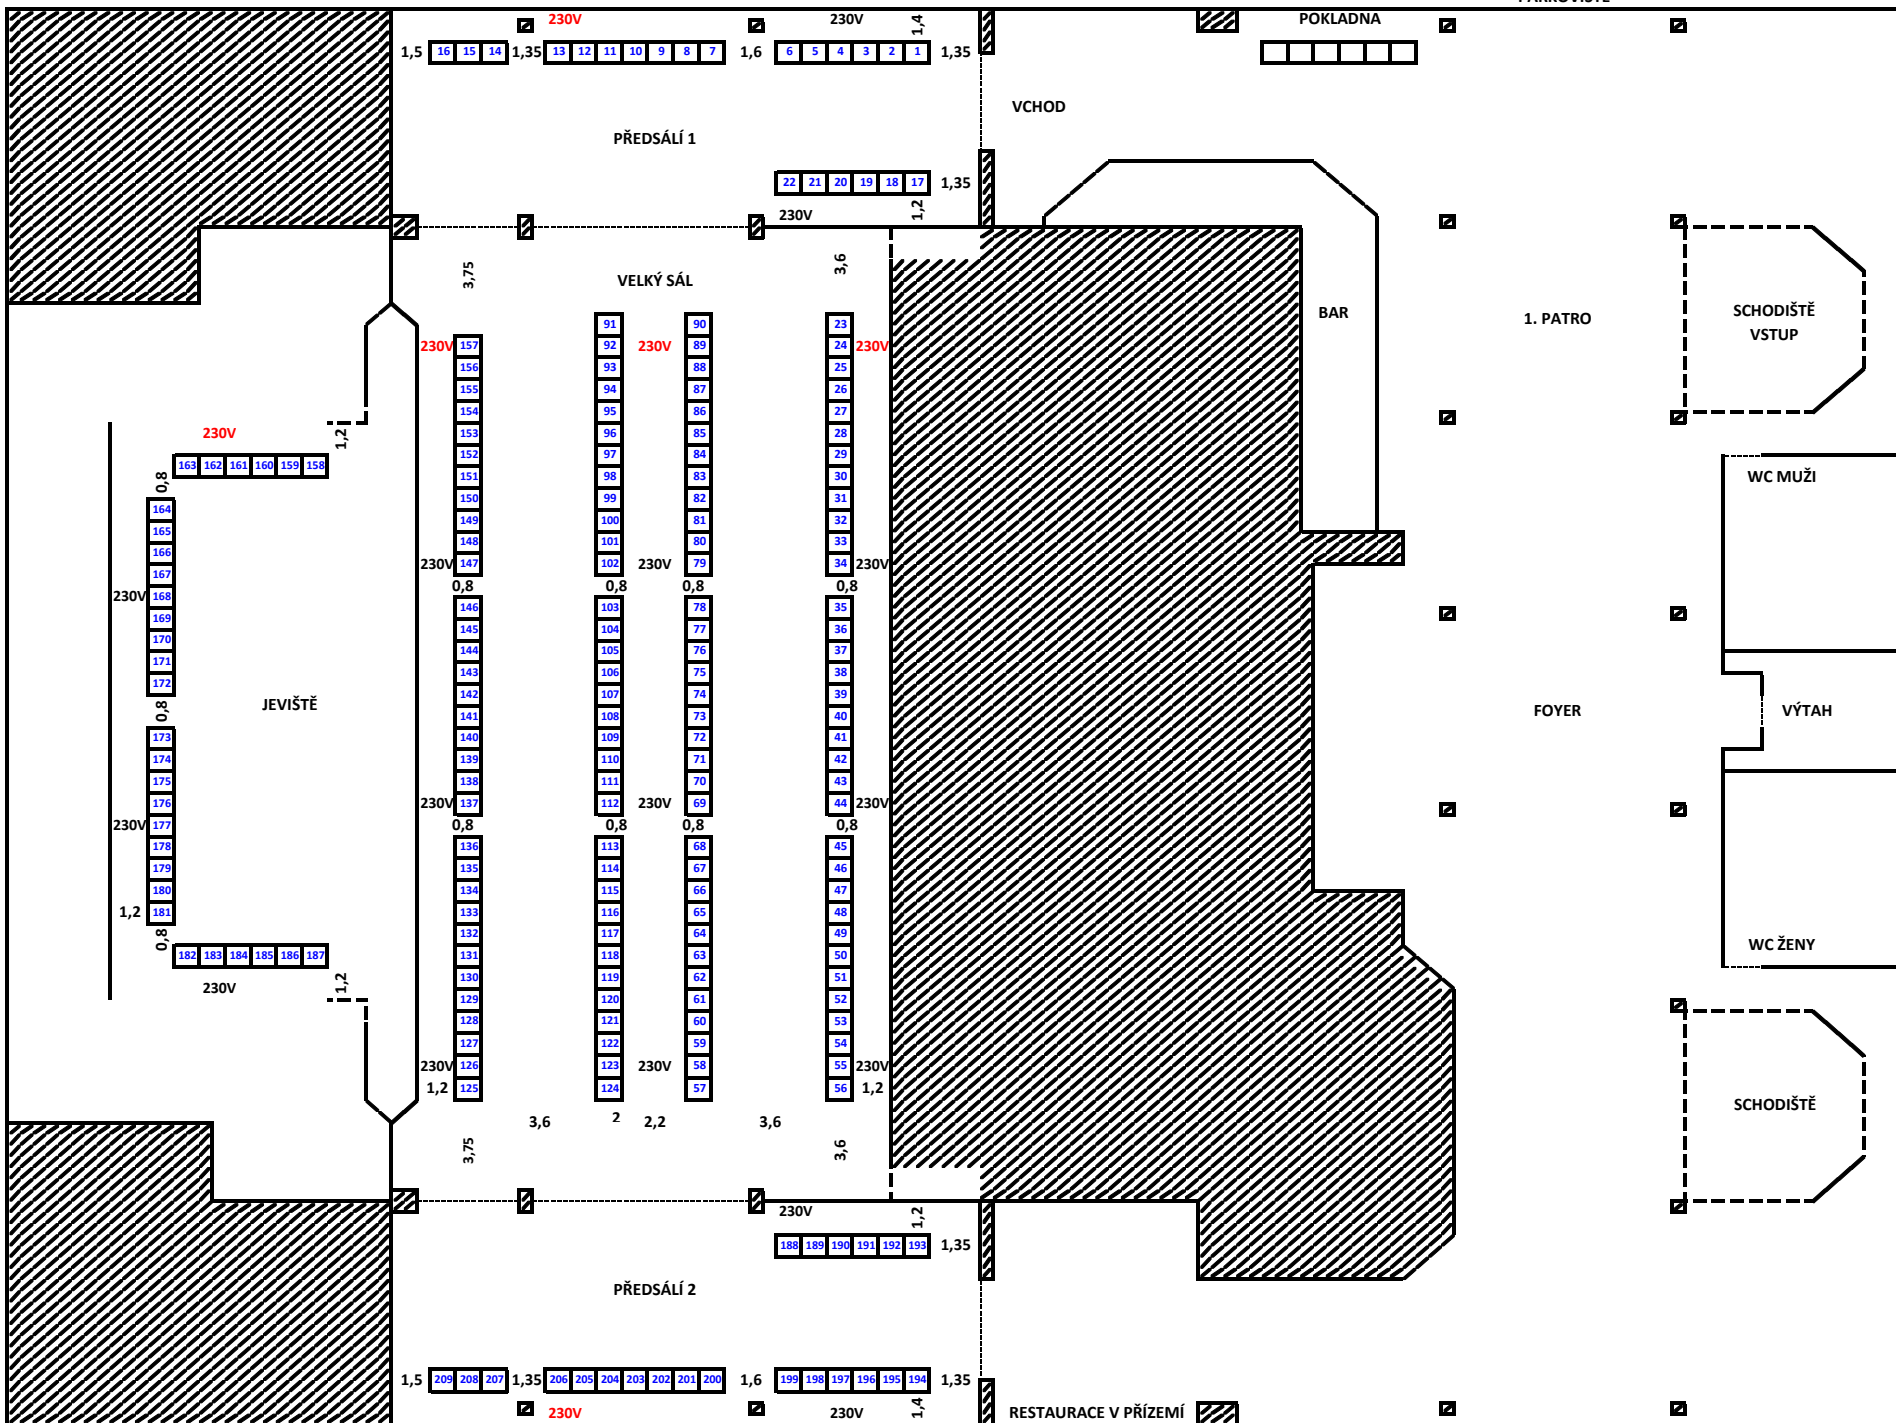 230V 230V 1,4 POKLADNA
1,5 16 15 14 1,35 13 12 11 10 9 8 7 1,6 6 5 4 3 2 1 1,35
VCHOD
PŘEDSÁLÍ 1
22 21 20 19 18 17 1,35
230V 1,2
3,75 VELKÝ SÁL 3,6
BAR 1. PATRO SCHODIŠTĚ
VSTUP
91 90 23
230V 157 92 230V 89 24 230V
156 93 88 25
155 94 87 26
154 95 86 27
153 96 85 28
230V 1,2
152 97 84 29
163 162 161 160 159 158
151 98 83 30
WC MUŽI
0,8
150 99 82 31
164
149 100 81 32
165
148 101 80 33
166
230V 147 102 230V 79 34 230V
167
0,8 0,8 0,8 0,8
230V 168
146 103 78 35
169
145 104 77 36
170
144 105 76 37
171
143 106 75 38
172
142 107 74 39
0,8 JEVIŠTĚ
141 108 73 40
FOYER VÝTAH
173
140 109 72 41
174
139 110 71 42
175
138 111 70 43
176
230V 137 112 230V 69 44 230V
230V 177
0,8 0,8 0,8 0,8
178
136 113 68 45
179
135 114 67 46
180
134 115 66 47
1,2 181
133 116 65 48
0,8
132 117 64 49
WC ŽENY
182 183 184 185 186 187
131 118 63 50
230V 1,2
130 119 62 51
129 120 61 52
128 121 60 53
127 122 59 54
230V 126 123 230V 58 55 230V
1,2 125 124 57 56 1,2
SCHODIŠTĚ
3,6 2 2,2 3,6
3,75 3,6
230V 1,2
188 189 190 191 192 193 1,35
PŘEDSÁLÍ 2
1,5 209 208 207 1,35 206 205 204 203 202 201 200 1,6 199 198 197 196 195 194 1,35
230V 230V 1,4 RESTAURACE V PŘÍZEMÍ